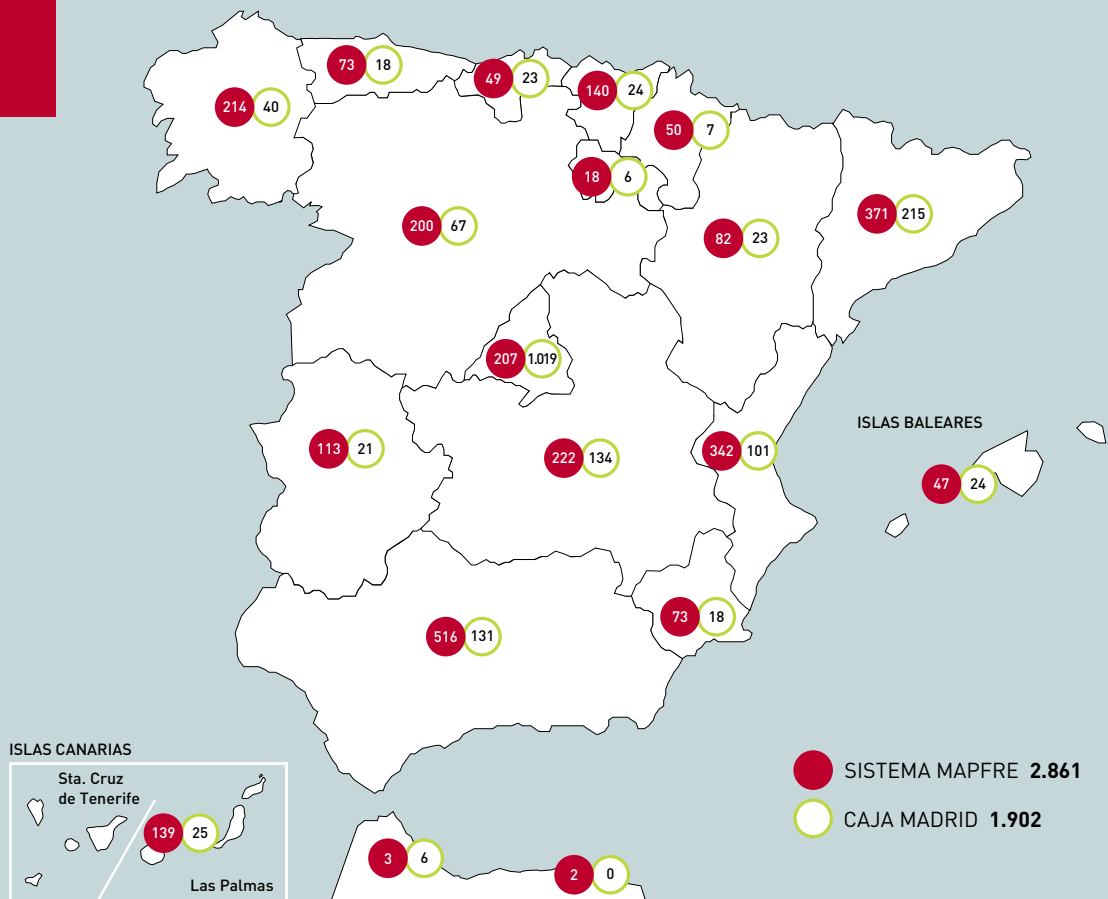 73 18
49 23
140 24
214 40
50 7
18 6
371 215
200 67
82 23
207 1.019
ISLAS BALEARES
113 21
222 134
342 101
47 24
73 18
516 131
ISLAS CANARIAS
Sta. Cruz
de Tenerife
139 25
Las Palmas
SISTEMA MAPFRE 2.861
CAJA MADRID 1.902
3 6
2 0